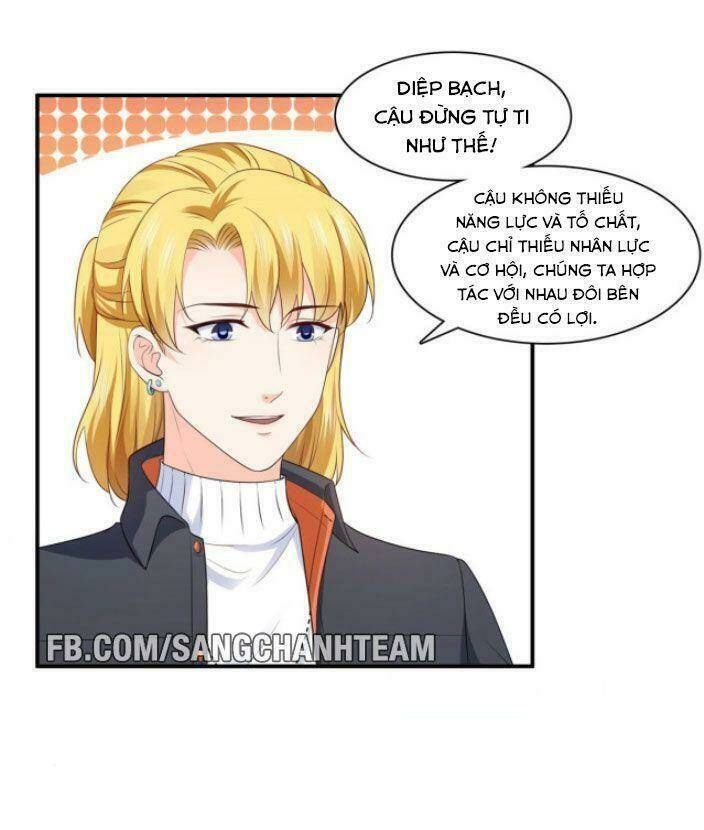 DIỆP BẠCH,
CẬU ĐỪNG TỰ TI
NHƯ THẾ!
CẬU KHÔNG THIẾU
NĂNG LỰC VÀ TỐ CHẤT,
CẬU CHỈ THIẾU NHÂN LỰC
VÀ CƠ HỘI, CHÚNG TA HỢP
TÁC VỚI NHAU ĐÔI BÊN
ĐỀU CÓ LỢI.
FB.COM/SANGCHANHTEAM